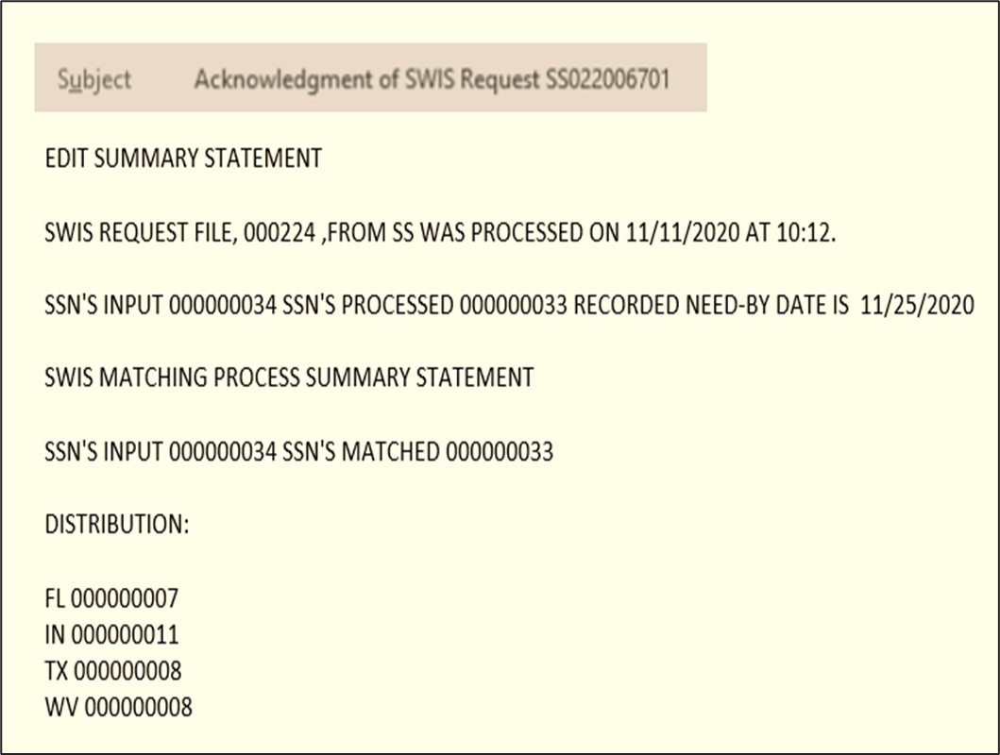 Subject Acknowledgment of SWIS Request SS022006701
EDIT SUMMARY STATEMENT
SWIS REQUEST FILE, 000224 ,FROM SS WAS PROCESSED ON 11/11/2020 AT 10:12.
SSN'S INPUT 000000034 SSN'S PROCESSED 000000033 RECORDED NEED-BY DATE IS  11/25/2020
SWIS MATCHING PROCESS SUMMARY STATEMENT
SSN'S INPUT 000000034 SSN'S MATCHED 000000033
DISTRIBUTION:
FL 000000007
IN 000000011
TX 000000008
WV 000000008